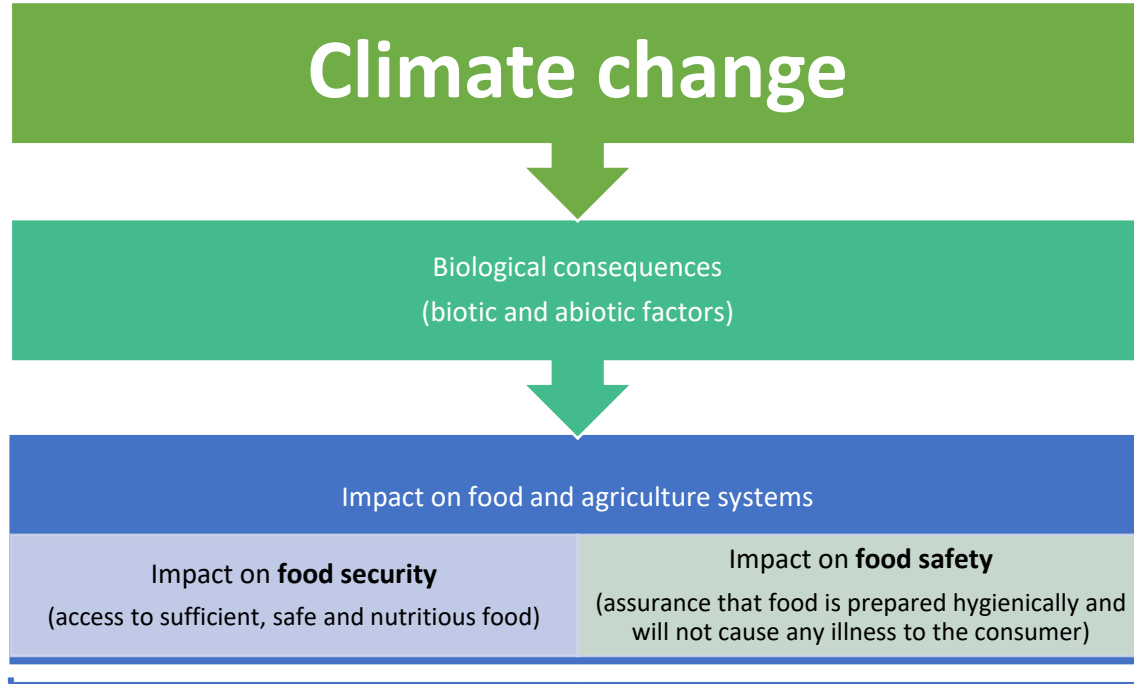 Climate change
Biological consequences
(biotic and abiotic factors)
Impact on food and agriculture systems
Impact on food security
(access to sufficient, safe and nutritious food)
Impact on food safety
(assurance that food is prepared hygienically and
will not cause any illness to the consumer)